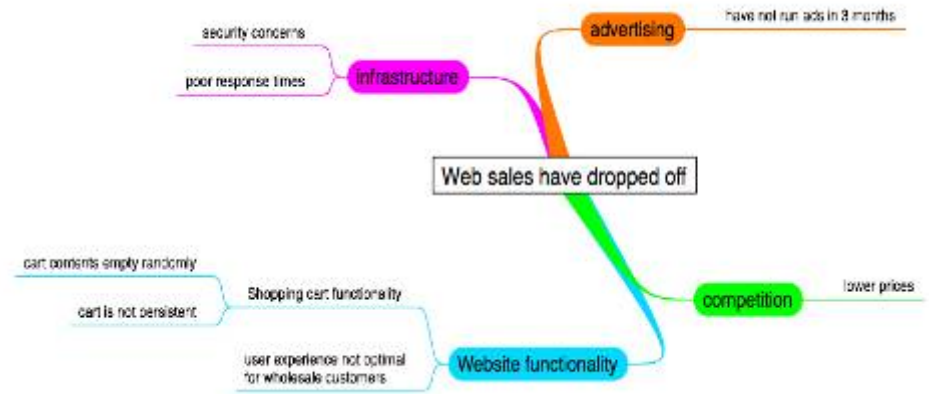 have not run ads in 3 months
advertising
security concerns
infrastructure
poor response times
Web sales have dropped off
cart contents empty randomly
Shopping cart functionality
cart is not persistent
lower prices
competition
user experience not optimal
for wholesale customers
Website functionality